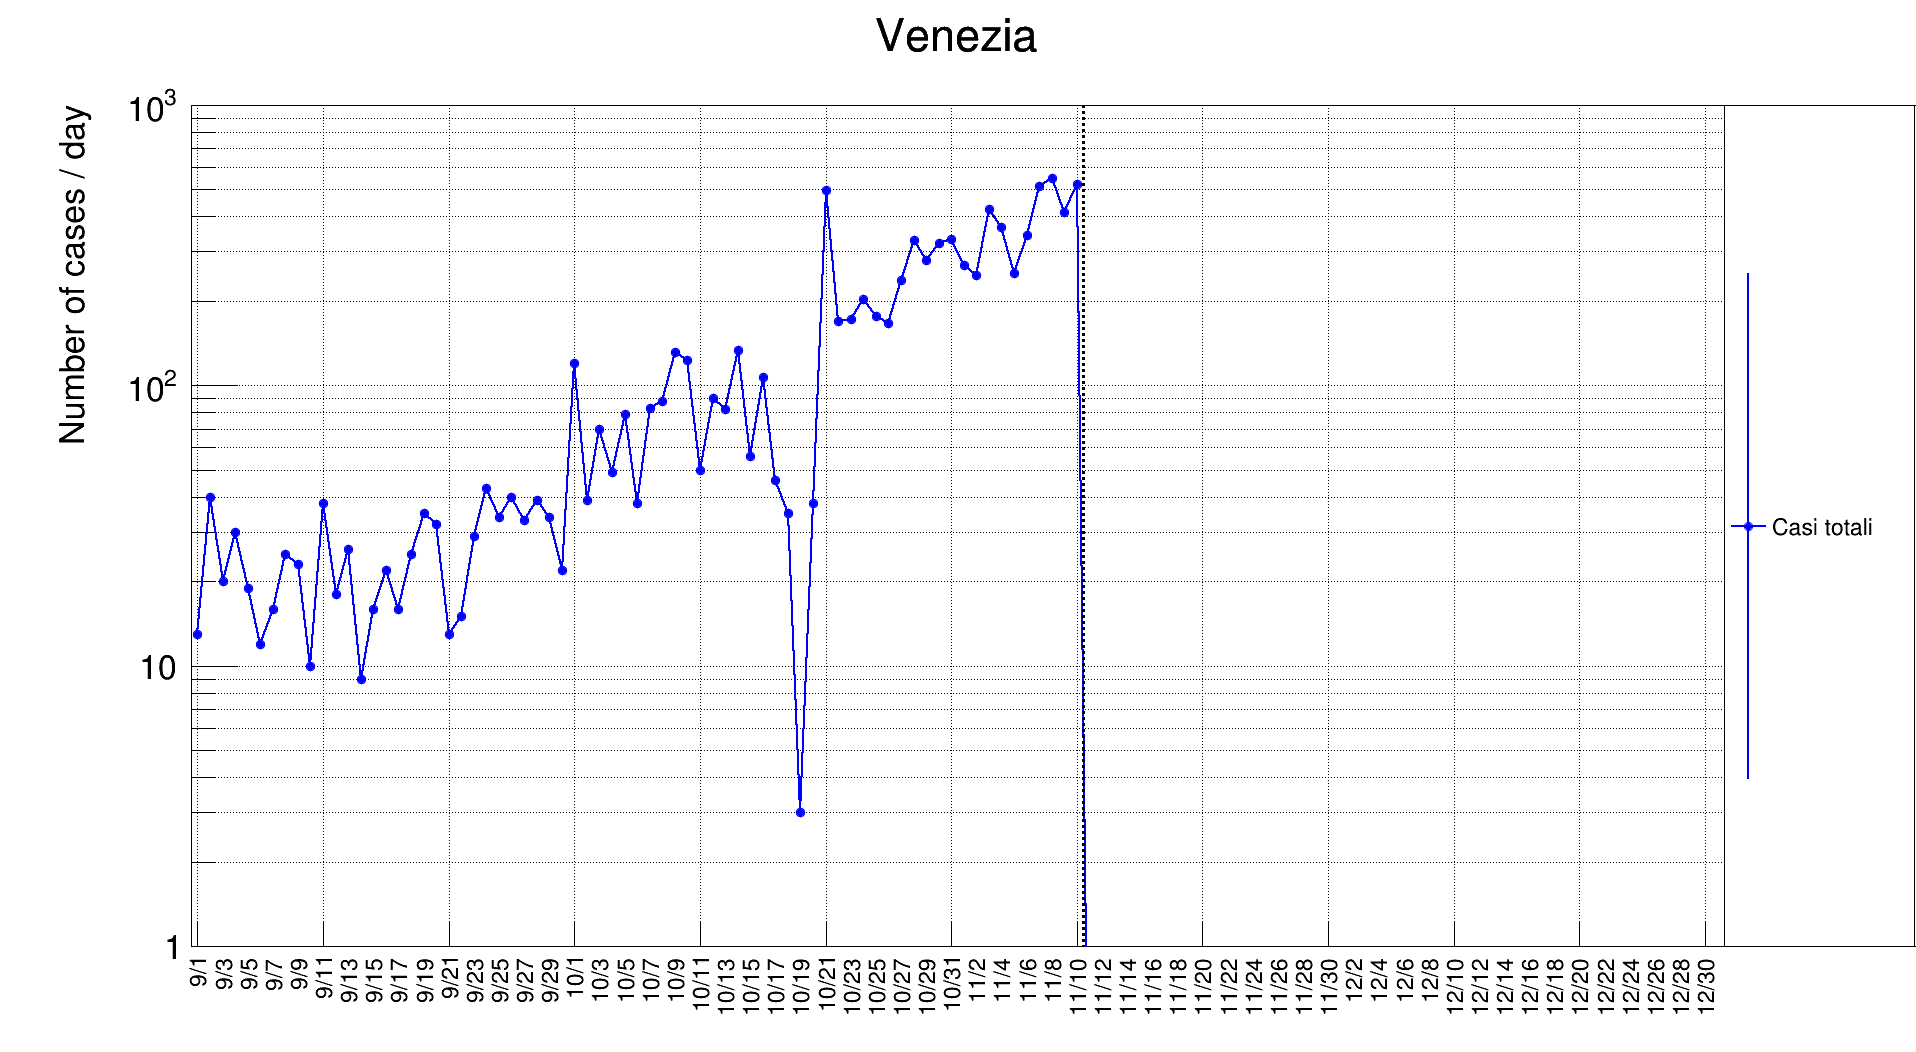 Venezia
Number of cases / day
10³
10²
10
1
9/1 9/3 9/5 9/7 9/9 9/11 9/13 9/15 9/17 9/19 9/21 9/23 9/25 9/27 9/29 10/1 10/3 10/5 10/7 10/9 10/11 10/13 10/15 10/17 10/19 10/21 10/23 10/25 10/27 10/29 10/31 11/2 11/4 11/6 11/8 11/10 11/12 11/14 11/16 11/18 11/20 11/22 11/24 11/26 11/28 11/30 12/2 12/4 12/6 12/8 12/10 12/12 12/14 12/16 12/18 12/20 12/22 12/24 12/26 12/28 12/30
Casi totali